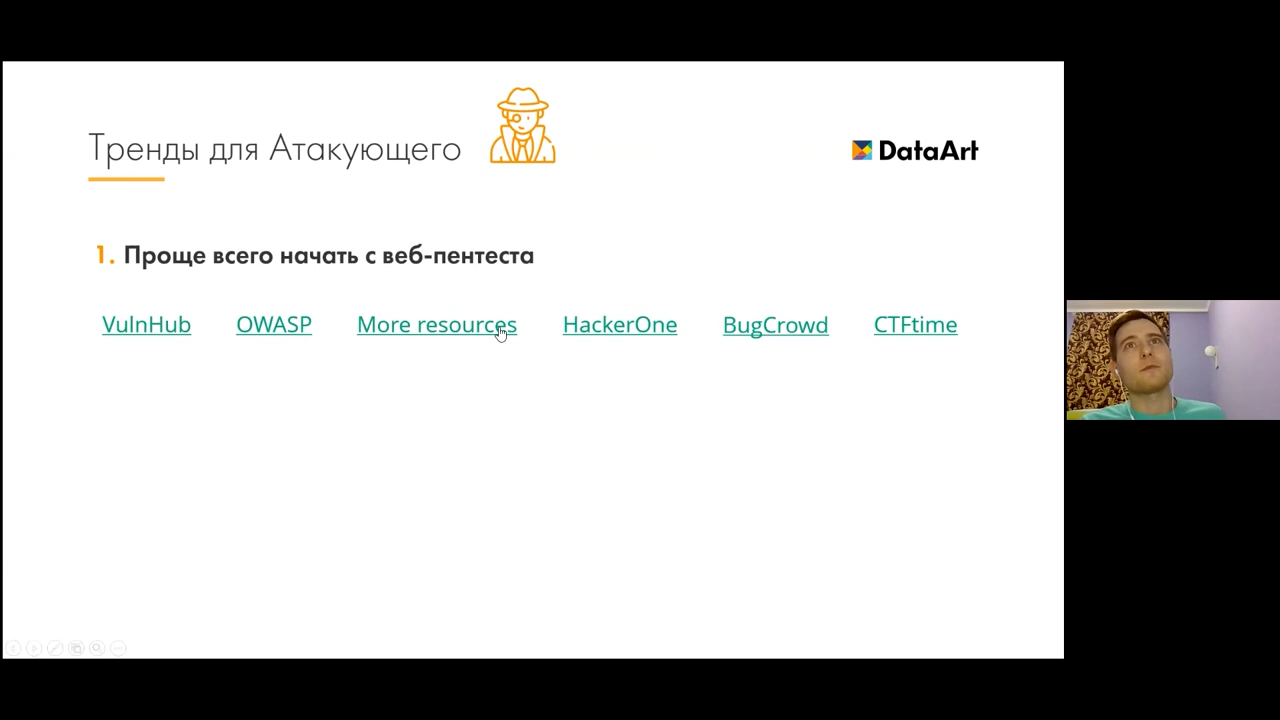 Тренды для Атакующего
DataArt
1. Проще всего начать с веб-пентеста
VulnHub OWASP More resources HackerOne BugCrowd CTFtime